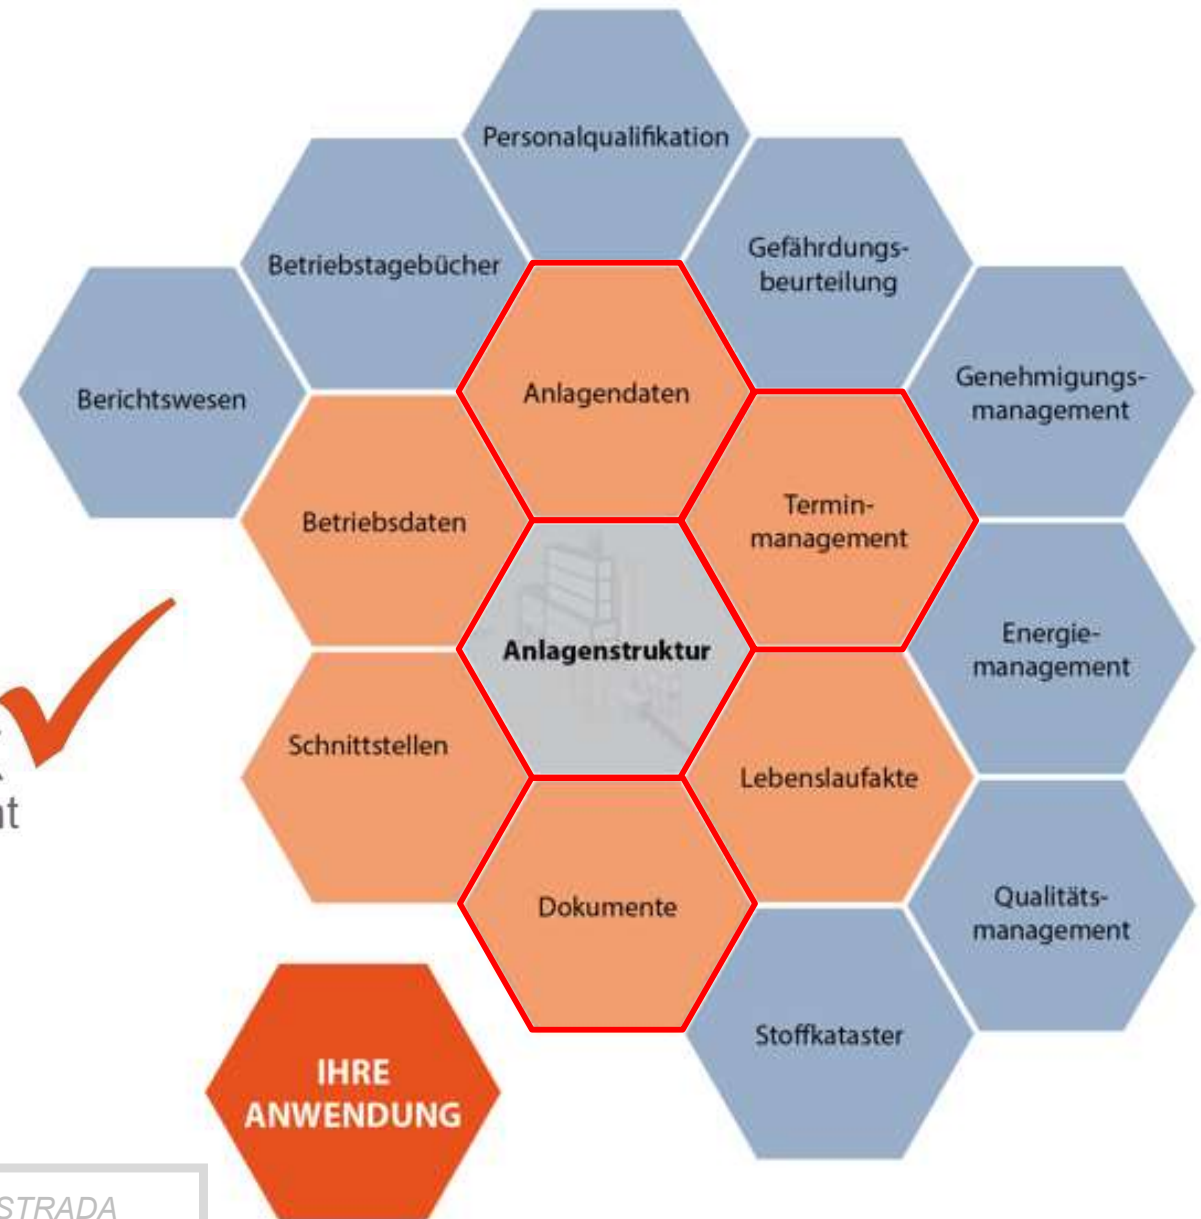 Personalqualifikation
Betriebstagebücher
Gefährdungs-
beurteilung
Berichtswesen
Anlagendaten
Genehmigungs-
management
Betriebsdaten
Termin-
management
Anlagenstruktur
Energie-
management
Schnittstellen
Lebenslaufakte
Dokumente
Qualitäts-
management
Stoffkataster
IHRE
ANWENDUNG
STRADA